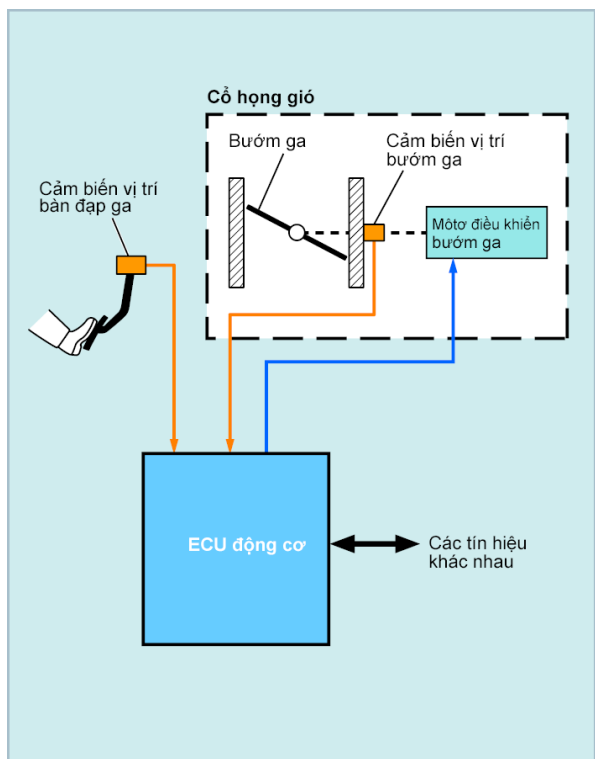 Cổ họng gió
Bướm ga
Cảm biến vị trí
bướm ga
Cảm biến vị trí
bàn đạp ga
Môtơ điều khiển
bướm ga
ECU động cơ
Các tín hiệu
khác nhau